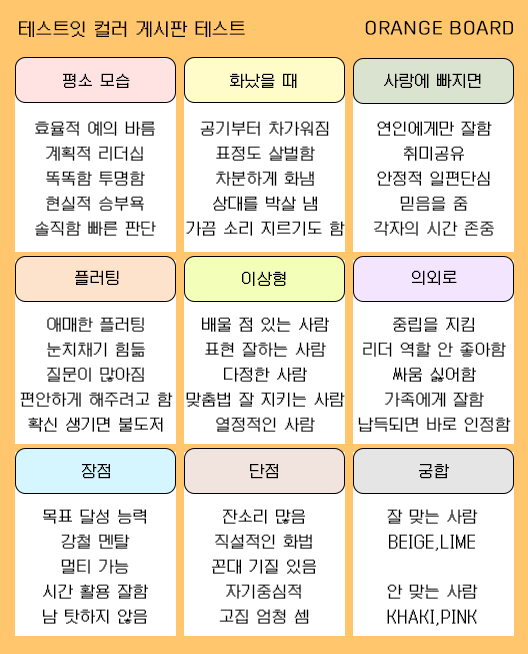 테스트잇 컬러 게시판 테스트
ORANGE BOARD
평소 모습
효율적 예의 바름
계획적 리더십
똑똑함 투명함
현실적 승부욕
솔직함 빠른 판단
화났을 때
공기부터 차가워짐
표정도 살벌함
차분하게 화냄
상대를 박살 냄
가끔 소리 지르기도 함
사랑에 빠지면
연인에게만 잘함
취미공유
안정적 일편단심
믿음을 줌
각자의 시간 존중
플러팅
애매한 플러팅
눈치채기 힘듦
질문이 많아짐
편안하게 해주려고 함
확신 생기면 불도저
이상형
배울 점 있는 사람
표현 잘하는 사람
다정한 사람
맞춤법 잘 지키는 사람
열정적인 사람
의외로
중립을 지킴
리더 역할 안 좋아함
싸움 싫어함
가족에게 잘함
납득되면 바로 인정함
장점
목표 달성 능력
강철 멘탈
멀티 가능
시간 활용 잘함
남 탓하지 않음
단점
잔소리 많음
직설적인 화법
꼰대 기질 있음
자기중심적
고집 엄청 셈
궁합
잘 맞는 사람
BEIGE,LIME
안 맞는 사람
KHAKI,PINK